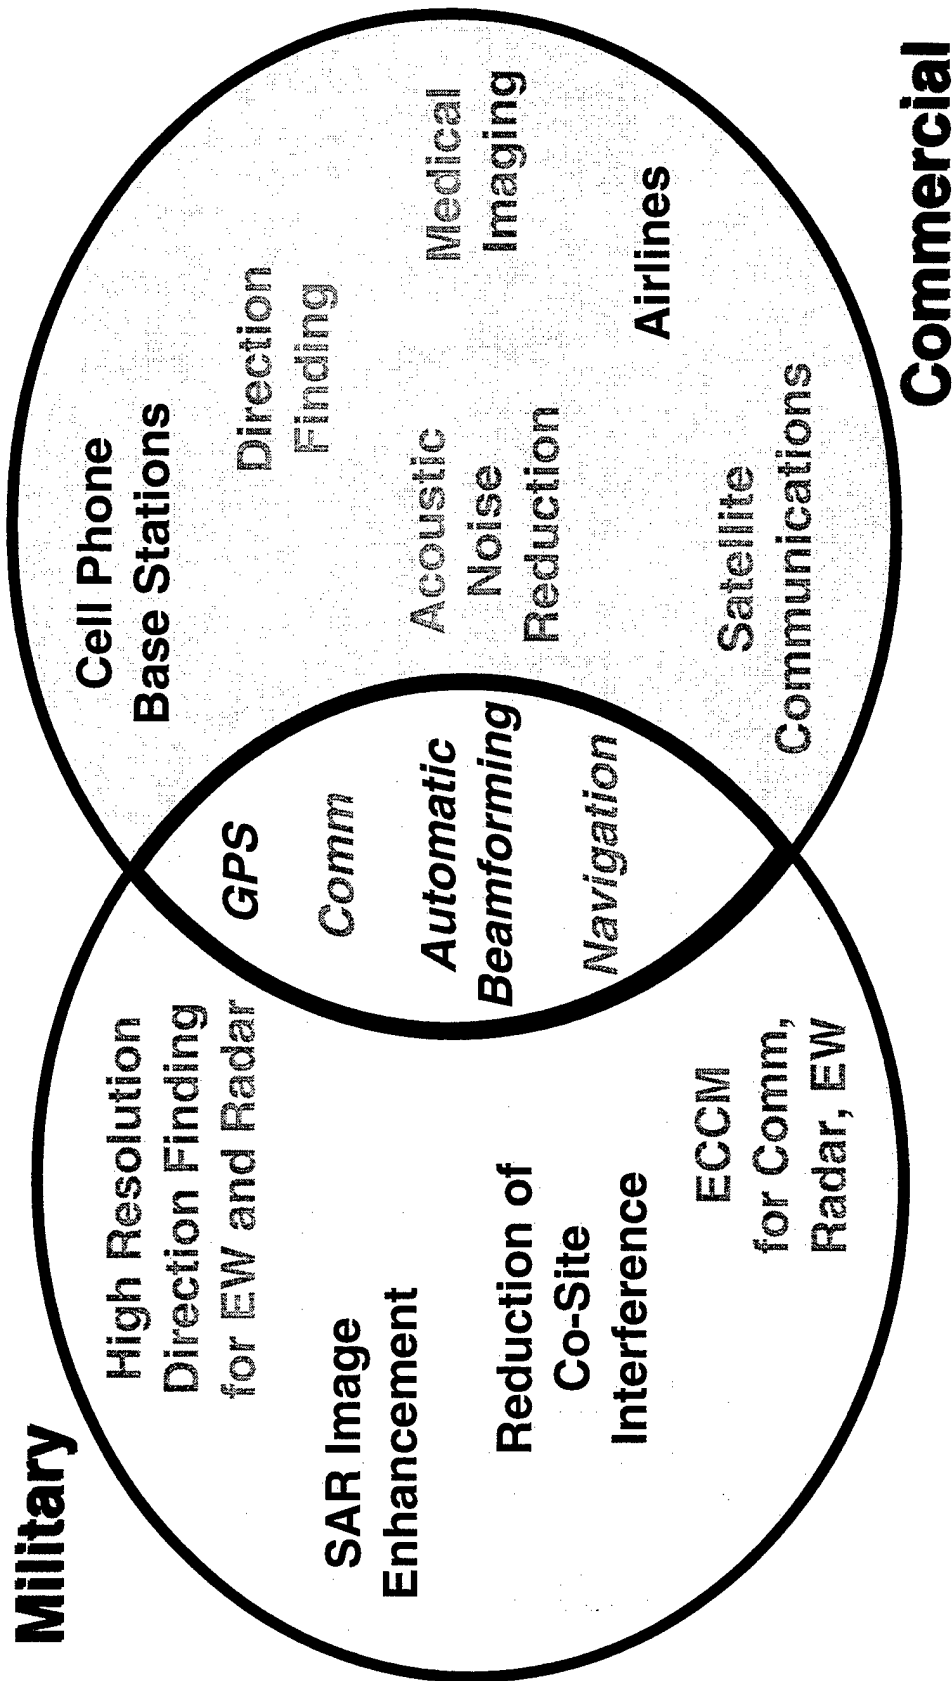 Military
High Resolution
Direction Finding
for EW and Radar
SAR Image
Enhancement
Reduction of
Co-Site
Interference
ECCM
for Comm,
Radar, EW
GPS
Comm
Automatic
Beamforming
Navigation
Cell Phone
Base Stations
Direction
Finding
Acoustic
Noise
Reduction
Medical
Imaging
Airlines
Satellite
Communications
Commercial